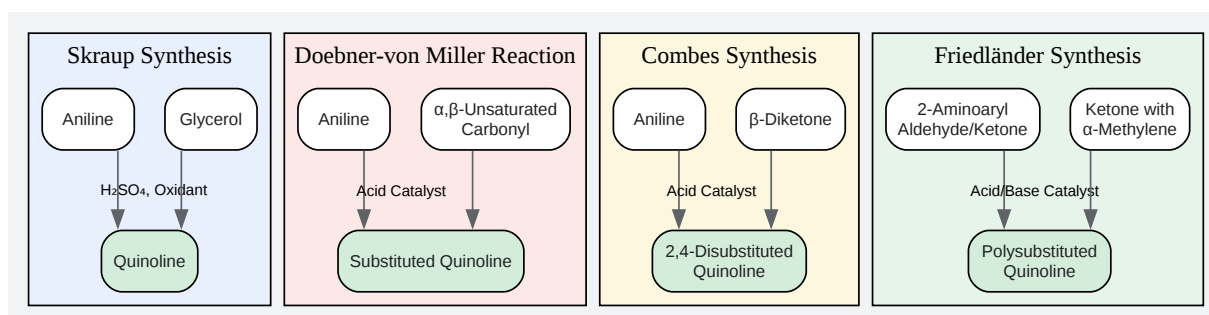 Skraup Synthesis
Aniline
Glycerol
H₂SO₄, Oxidant
Quinoline
Doebner-von Miller Reaction
Aniline
α,β-Unsaturated
Carbonyl
Acid Catalyst
Substituted Quinoline
Combes Synthesis
Aniline
β-Diketone
Acid Catalyst
2,4-Disubstituted
Quinoline
Friedländer Synthesis
2-Aminoaryl
Aldehyde/Ketone
Ketone with
α-Methylene
Acid/Base Catalyst
Polysubstituted
Quinoline